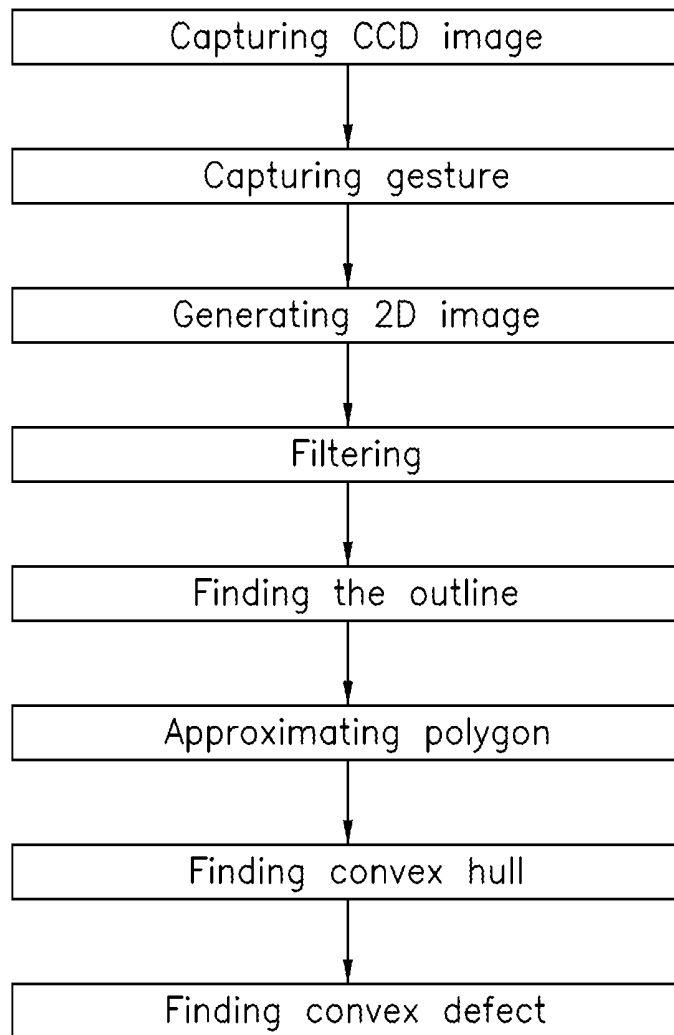 Capturing CCD image
Capturing gesture
Generating 2D image
Filtering
Finding the outline
Approximating polygon
Finding convex hull
Finding convex defect